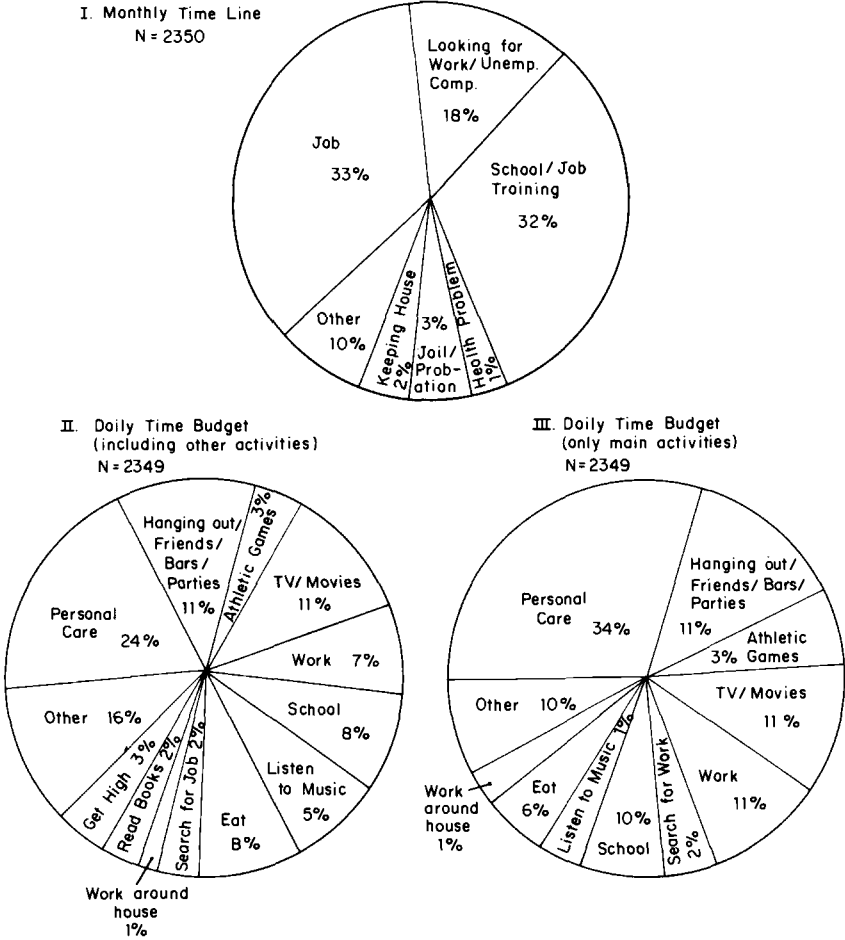 I. Monthly Time Line
N = 2350
Looking for
Work/Unemp.
Comp.
18%
Job
33%
School/Job
Training
32%
Other
10%
Keeping House
2%
3%
Jail/
Prob-
ation
Health Problem
1%
II. Daily Time Budget
(including other activities)
N = 2349
Hanging out/
Friends/
Bars/
Parties
11%
Athletic Games
3%
TV/Movies
11%
Personal
Care
24%
Work 7%
School
8%
Other 16%
Listen
to Music
5%
Get High 3%
Read Books 2%
Search for Job 2%
Eat
8%
Work around
house
1%
III. Daily Time Budget
(only main activities)
N = 2349
Personal
Care
34%
Hanging out/
Friends/Bars/
Parties
11%
Athletic
3% Games
TV/Movies
11%
Other 10%
Work
11%
Work
around
house
1%
Eat
6%
Listen to Music 1%
10%
School
Search for Work
2%